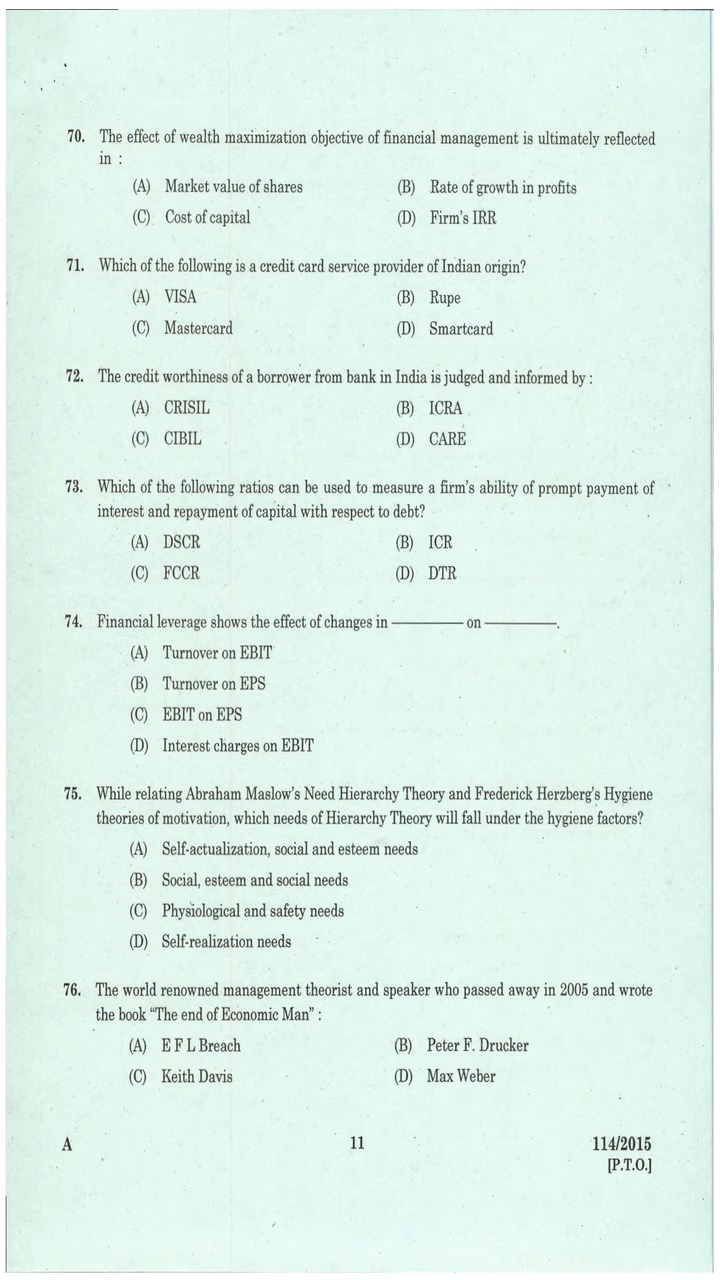 70. The effect of wealth maximization objective of financial management is ultimately reflected
in :
(A) Market value of shares (B) Rate of growth in profits
(C) Cost of capital (D) Firm's IRR
71. Which of the following is a credit card service provider of Indian origin?
(A) VISA (B) Rupe
(C) Mastercard (D) Smartcard
72. The credit worthiness of a borrower from bank in India is judged and informed by :
(A) CRISIL (B) ICRA
(C) CIBIL (D) CARE
73. Which of the following ratios can be used to measure a firm's ability of prompt payment of
interest and repayment of capital with respect to debt?
(A) DSCR (B) ICR
(C) FCCR (D) DTR
74. Financial leverage shows the effect of changes in ———— on ————.
(A) Turnover on EBIT
(B) Turnover on EPS
(C) EBIT on EPS
(D) Interest charges on EBIT
75. While relating Abraham Maslow's Need Hierarchy Theory and Frederick Herzberg's Hygiene
theories of motivation, which needs of Hierarchy Theory will fall under the hygiene factors?
(A) Self-actualization, social and esteem needs
(B) Social, esteem and social needs
(C) Physiological and safety needs
(D) Self-realization needs
76. The world renowned management theorist and speaker who passed away in 2005 and wrote
the book "The end of Economic Man" :
(A) E F L Breach (B) Peter F. Drucker
(C) Keith Davis (D) Max Weber
A 11 114/2015
[P.T.O.]